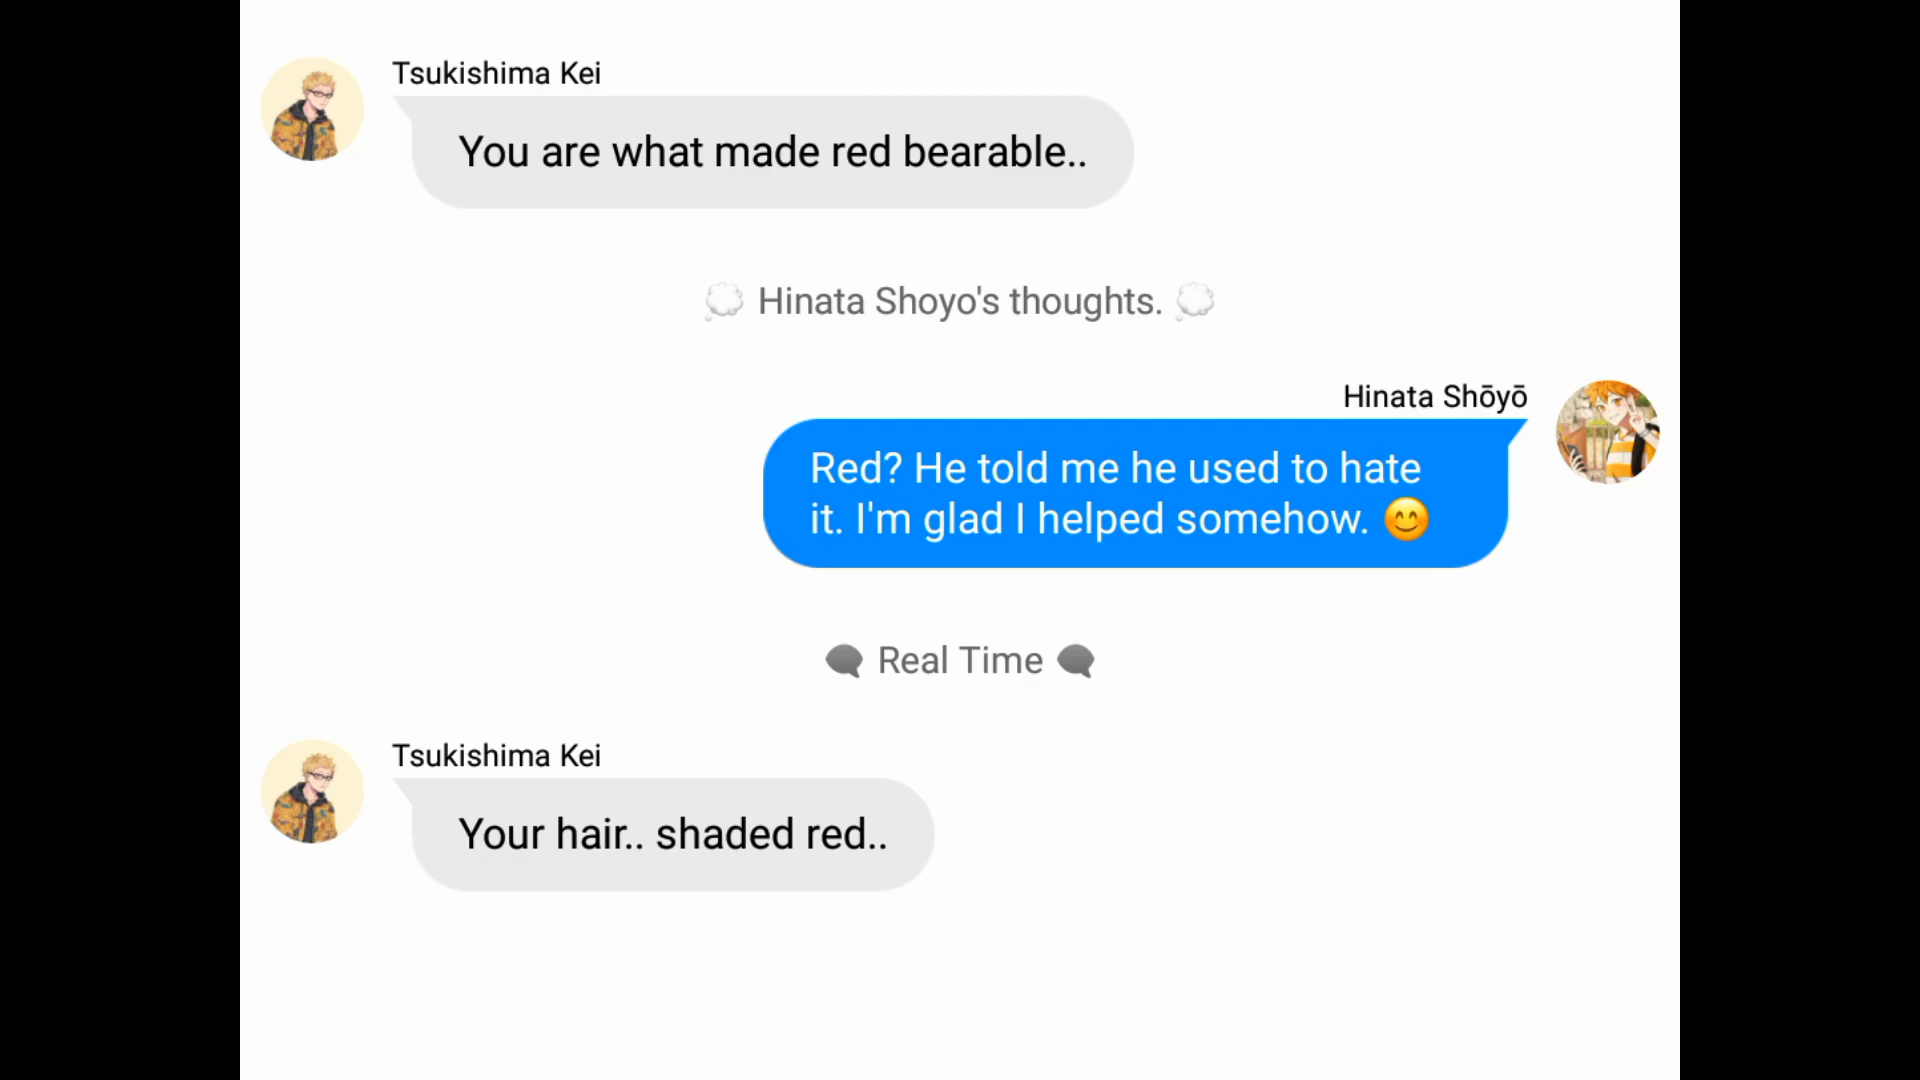 Tsukishima Kei
You are what made red bearable..
💭 Hinata Shoyo's thoughts. 💭
Hinata Shōyō
Red? He told me he used to hate
it. I'm glad I helped somehow. 😊
🗨 Real Time 🗨
Tsukishima Kei
Your hair.. shaded red..